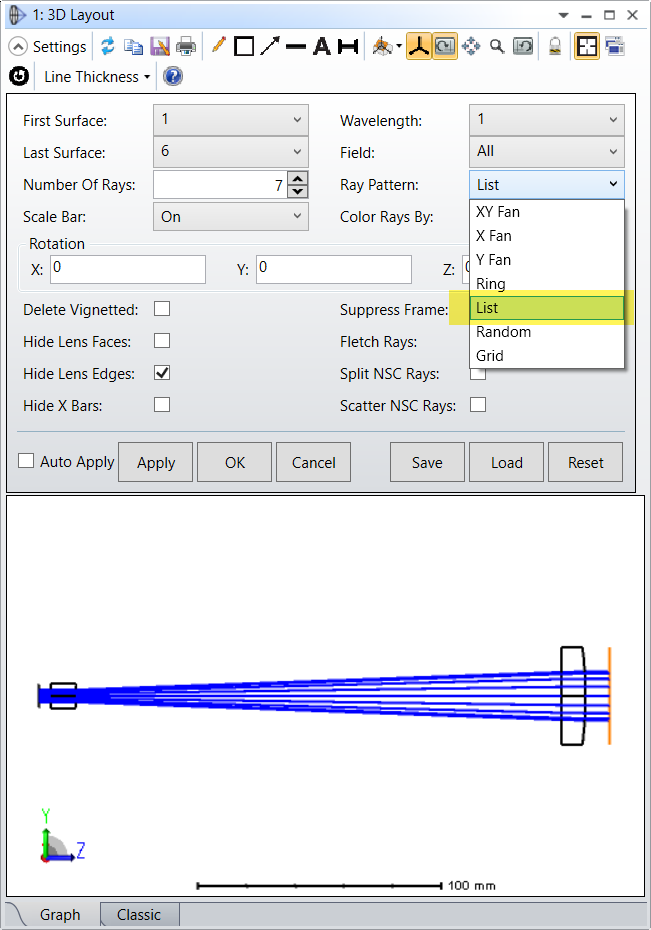 1: 3D Layout
Settings
Line Thickness
First Surface: 1 Wavelength: 1
Last Surface: 6 Field: All
Number Of Rays: 7 Ray Pattern: List
Scale Bar: On Color Rays By:
XY Fan
X Fan
Y Fan
Ring
List
Random
Grid
Rotation
X: 0 Y: 0 Z:
Delete Vignetted: Suppress Frame:
Hide Lens Faces: Fletch Rays:
Hide Lens Edges: Split NSC Rays:
Hide X Bars: Scatter NSC Rays:
Auto Apply Apply OK Cancel Save Load Reset
Y
Z
100 mm
Graph Classic